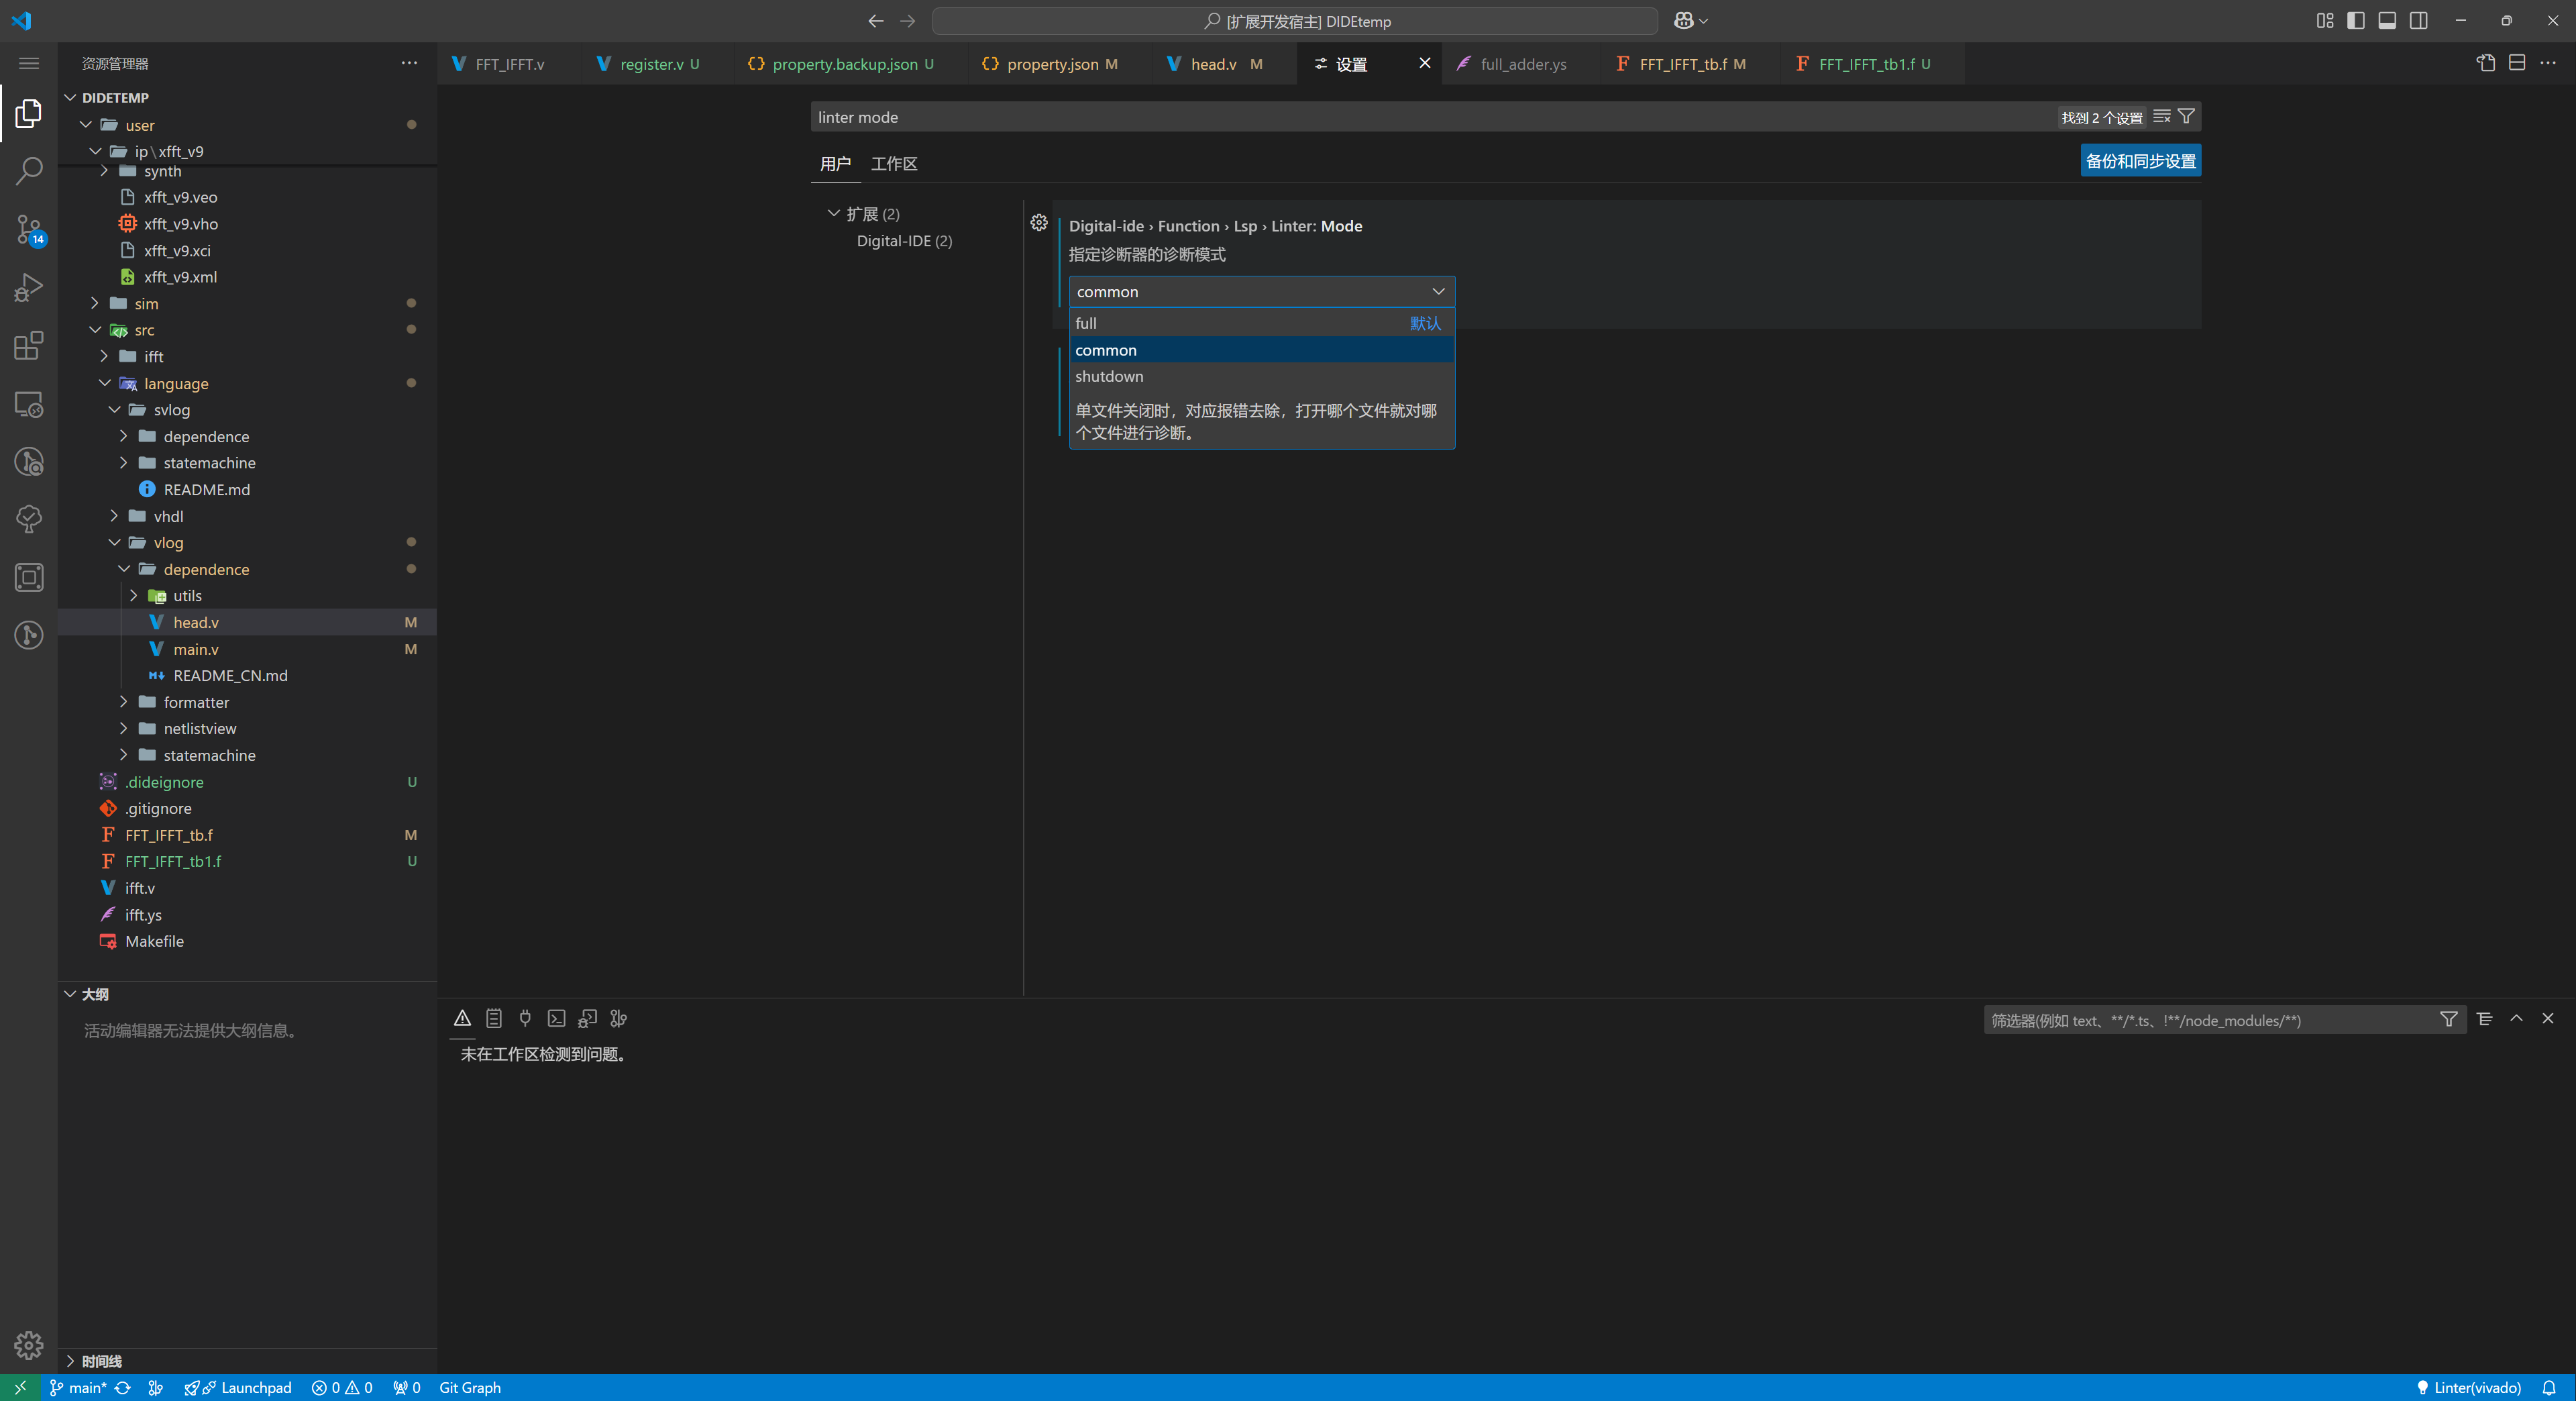 [扩展开发宿主] DIDEtemp
资源管理器
FFT_IFFT.v
register.v U
property.backup.json U
property.json M
head.v M
设置
full_adder.ys
FFT_IFFT_tb.f M
FFT_IFFT_tb1.f U
DIDETEMP
user
ip\xfft_v9
synth
xfft_v9.veo
xfft_v9.vho
xfft_v9.xci
xfft_v9.xml
sim
src
ifft
language
svlog
dependence
statemachine
README.md
vhdl
vlog
dependence
utils
head.v M
main.v M
README_CN.md
formatter
netlistview
statemachine
.dideignore U
.gitignore
FFT_IFFT_tb.f M
FFT_IFFT_tb1.f U
ifft.v
ifft.ys
Makefile
大纲
活动编辑器无法提供大纲信息。
时间线
14
linter mode
找到 2 个设置
用户 工作区
备份和同步设置
扩展 (2)
Digital-IDE (2)
Digital-ide › Function › Lsp › Linter: Mode
指定诊断器的诊断模式
common
full 默认
common
shutdown
单文件关闭时，对应报错去除，打开哪个文件就对哪
个文件进行诊断。
筛选器(例如 text、**/*.ts、!**/node_modules/**)
未在工作区检测到问题。
main* Launchpad 0 0 0 Git Graph
Linter(vivado)